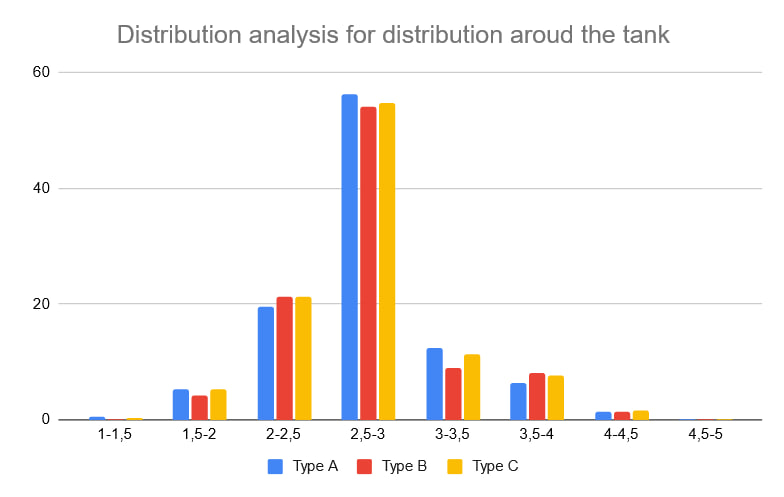 Distribution analysis for distribution aroud the tank
60
40
20
0
1-1,5 1,5-2 2-2,5 2,5-3 3-3,5 3,5-4 4-4,5 4,5-5
Type A Type B Type C